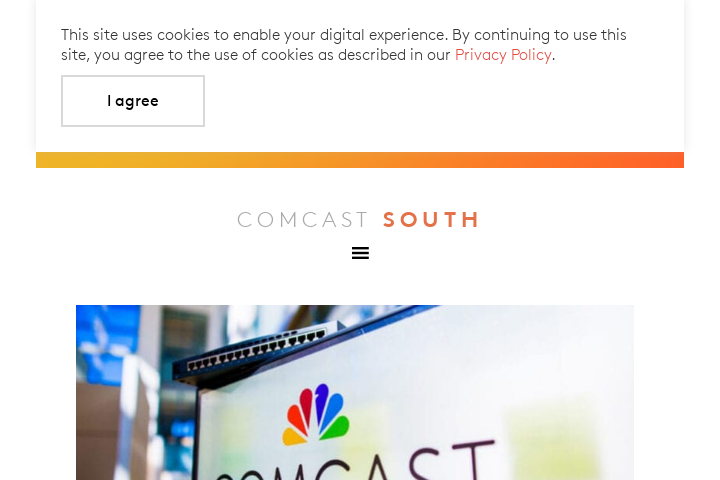 This site uses cookies to enable your digital experience. By continuing to use this
site, you agree to the use of cookies as described in our Privacy Policy.
I agree
COMCAST SOUTH
COMCAST